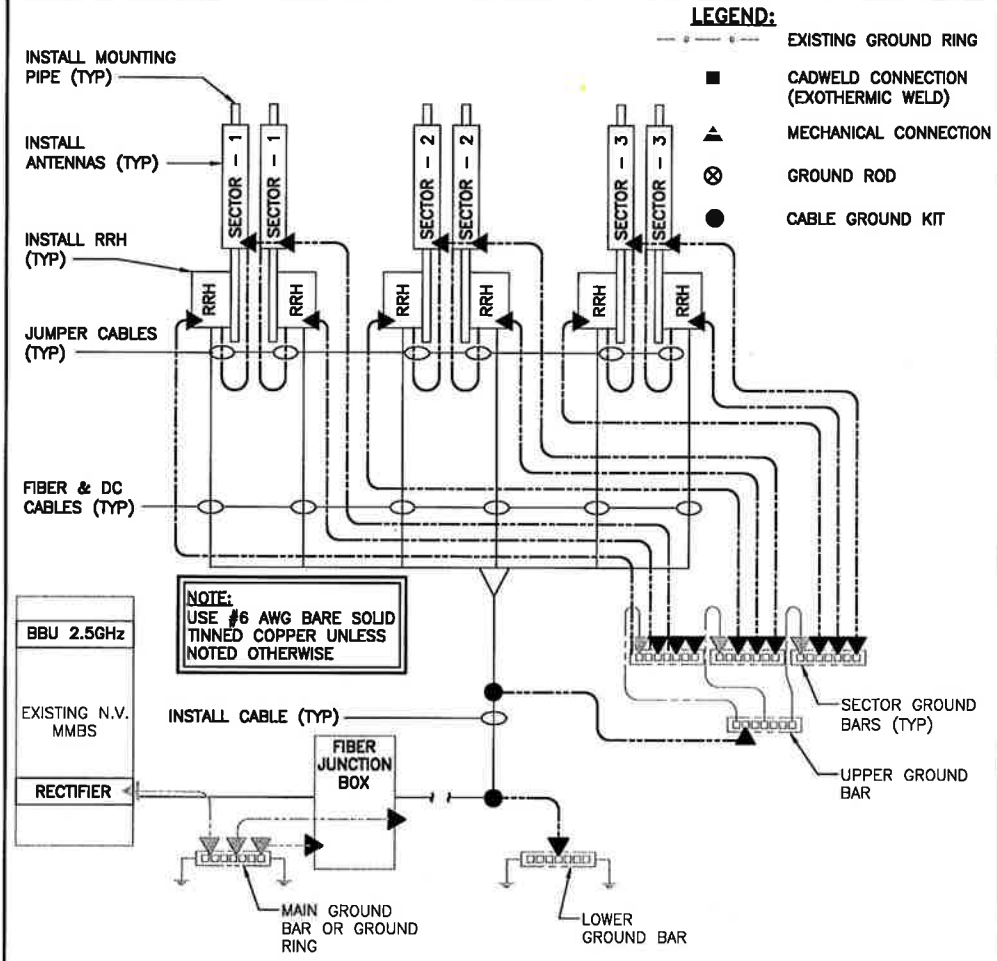 LEGEND:
EXISTING GROUND RING
CADWELD CONNECTION
(EXOTHERMIC WELD)
MECHANICAL CONNECTION
GROUND ROD
CABLE GROUND KIT
INSTALL MOUNTING
PIPE (TYP)
INSTALL
ANTENNAS (TYP)
INSTALL RRH
(TYP)
JUMPER CABLES
(TYP)
FIBER & DC
CABLES (TYP)
SECTOR - 1
SECTOR - 1
SECTOR - 2
SECTOR - 2
SECTOR - 3
SECTOR - 3
RRH
RRH
RRH
RRH
RRH
RRH
NOTE:
USE #6 AWG BARE SOLID
TINNED COPPER UNLESS
NOTED OTHERWISE
BBU 2.5GHz
EXISTING N.V.
MMBS
RECTIFIER
INSTALL CABLE (TYP)
FIBER
JUNCTION
BOX
SECTOR GROUND
BARS (TYP)
UPPER GROUND
BAR
MAIN GROUND
BAR OR GROUND
RING
LOWER
GROUND BAR